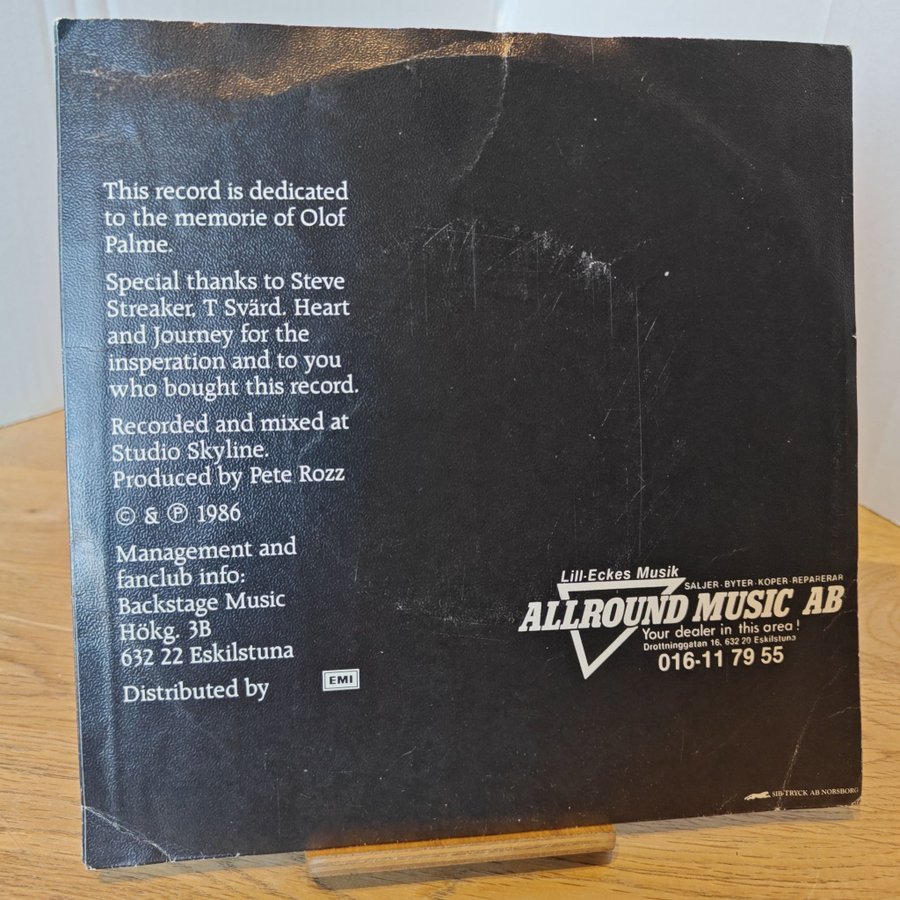 This record is dedicated
to the memorie of Olof
Palme.
Special thanks to Steve
Streaker, T Svärd. Heart
and Journey for the
insperation and to you
who bought this record.
Recorded and mixed at
Studio Skyline.
Produced by Pete Rozz
© & ℗ 1986
Management and
fanclub info:
Backstage Music
Hökg. 3B
632 22 Eskilstuna
Distributed by EMI
Lill-Eckes Musik
SÄLJER · BYTER · KÖPER · REPARERAR
ALLROUND MUSIC AB
Your dealer in this area!
Drottninggatan 16, 632 20 Eskilstuna
016-11 79 55
SIB-TRYCK AB NORSBORG